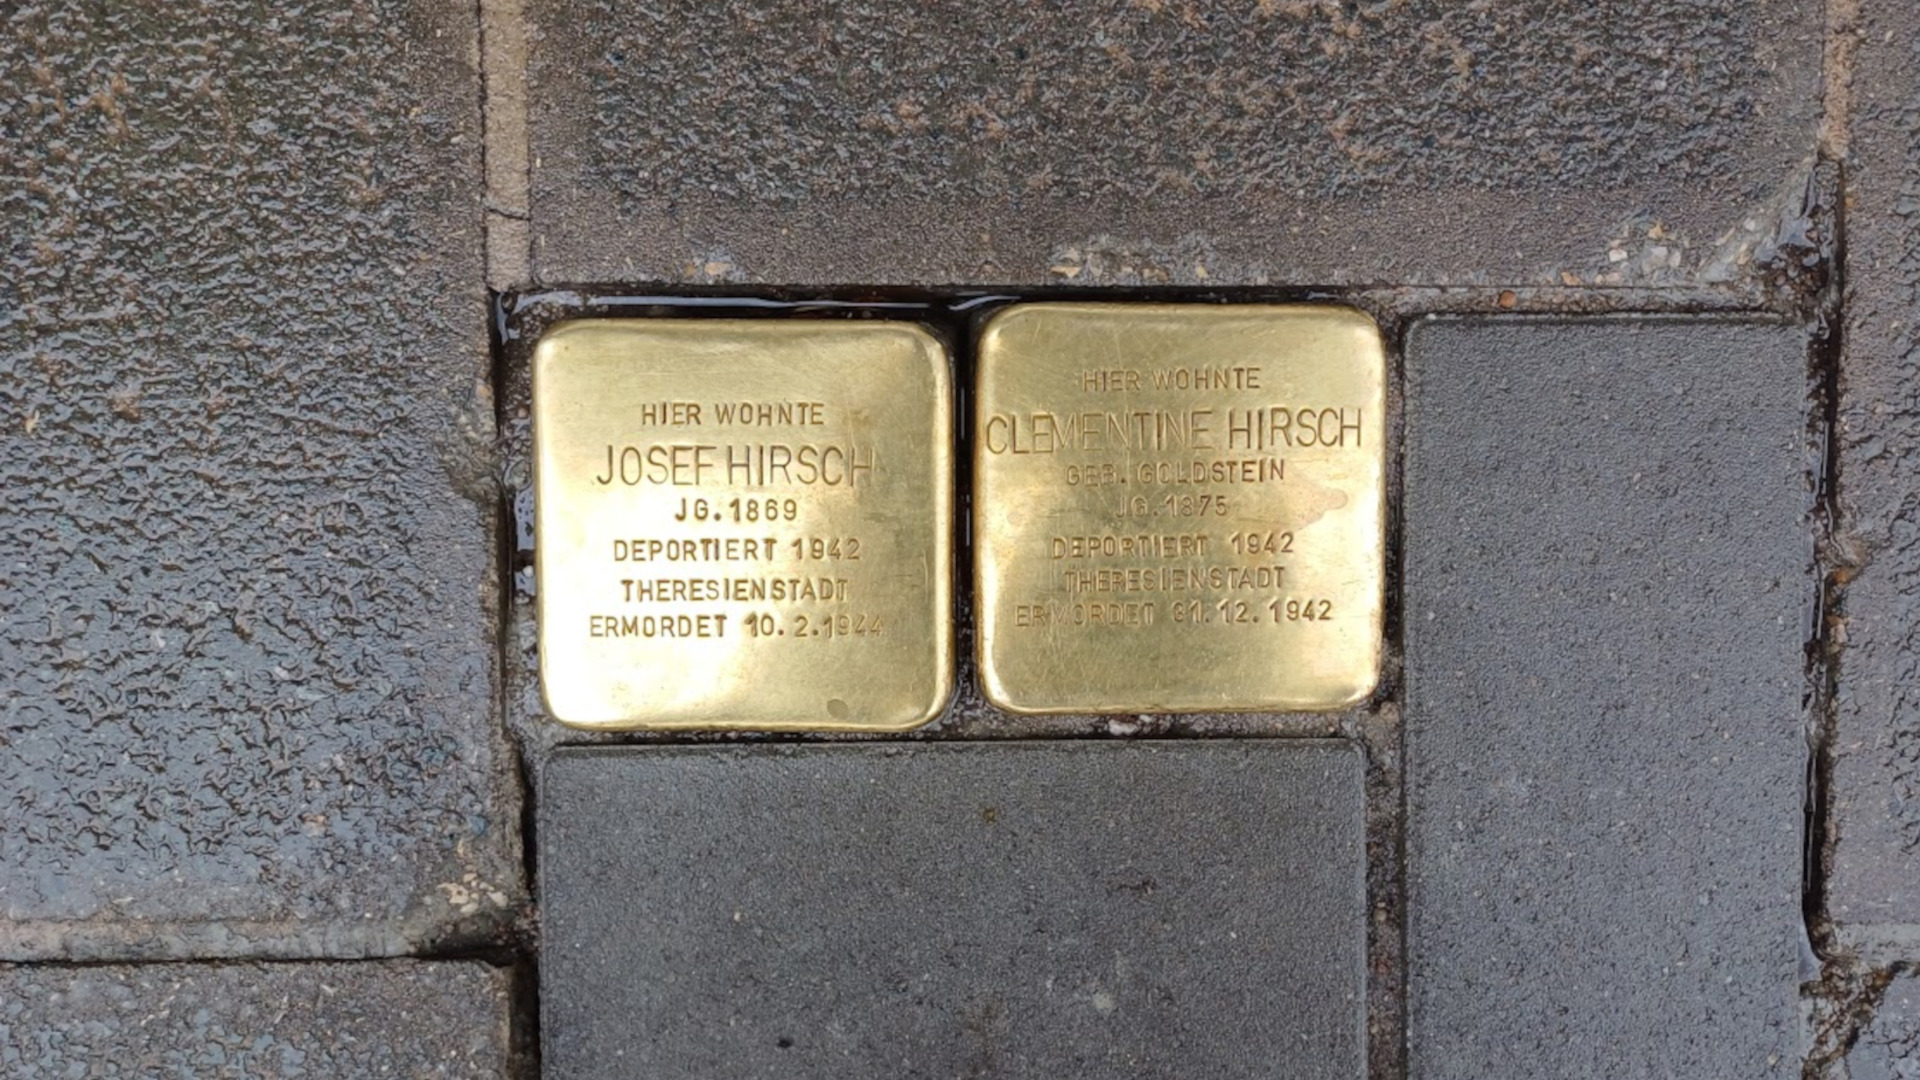 HIER WOHNTE
JOSEF HIRSCH
JG. 1869
DEPORTIERT 1942
THERESIENSTADT
ERMORDET 10. 2. 1944
HIER WOHNTE
CLEMENTINE HIRSCH
GEB. GOLDSTEIN
JG. 1875
DEPORTIERT 1942
THERESIENSTADT
ERMORDET 31. 12. 1942